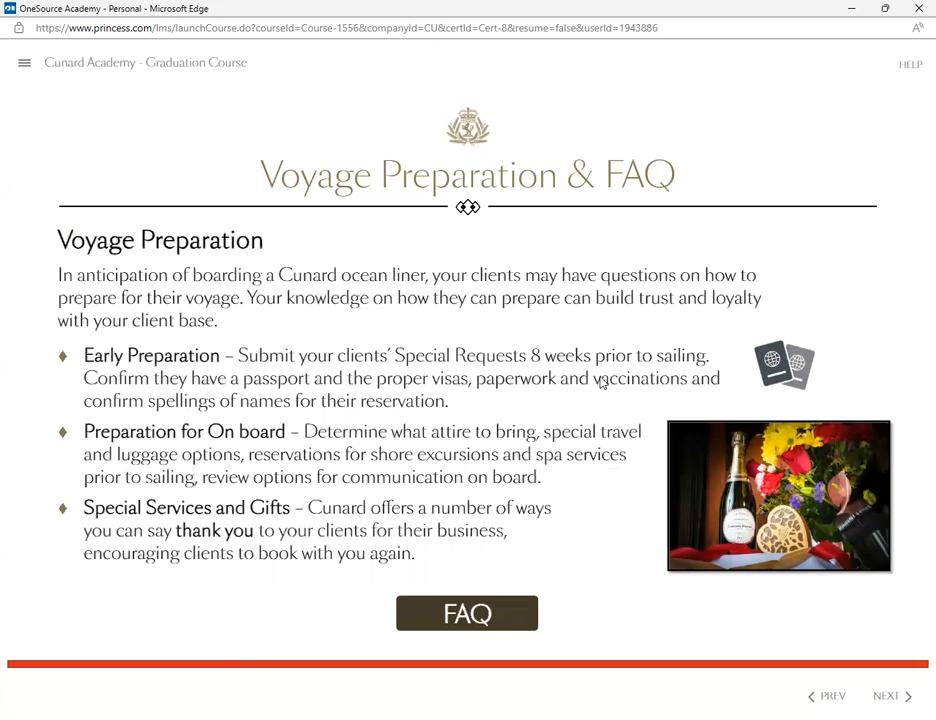 OneSource Academy - Personal - Microsoft Edge
https://www.princess.com/lms/launchCourse.do?courseId=Course-1556&companyId=CU&certId=Cert-8&resume=false&userId=1943886
Cunard Academy - Graduation Course
HELP
Voyage Preparation & FAQ
Voyage Preparation
In anticipation of boarding a Cunard ocean liner, your clients may have questions on how to
prepare for their voyage. Your knowledge on how they can prepare can build trust and loyalty
with your client base.
♦ Early Preparation – Submit your clients’ Special Requests 8 weeks prior to sailing.
Confirm they have a passport and the proper visas, paperwork and vaccinations and
confirm spellings of names for their reservation.
♦ Preparation for On board – Determine what attire to bring, special travel
and luggage options, reservations for shore excursions and spa services
prior to sailing, review options for communication on board.
♦ Special Services and Gifts – Cunard offers a number of ways
you can say thank you to your clients for their business,
encouraging clients to book with you again.
FAQ
PREV
NEXT